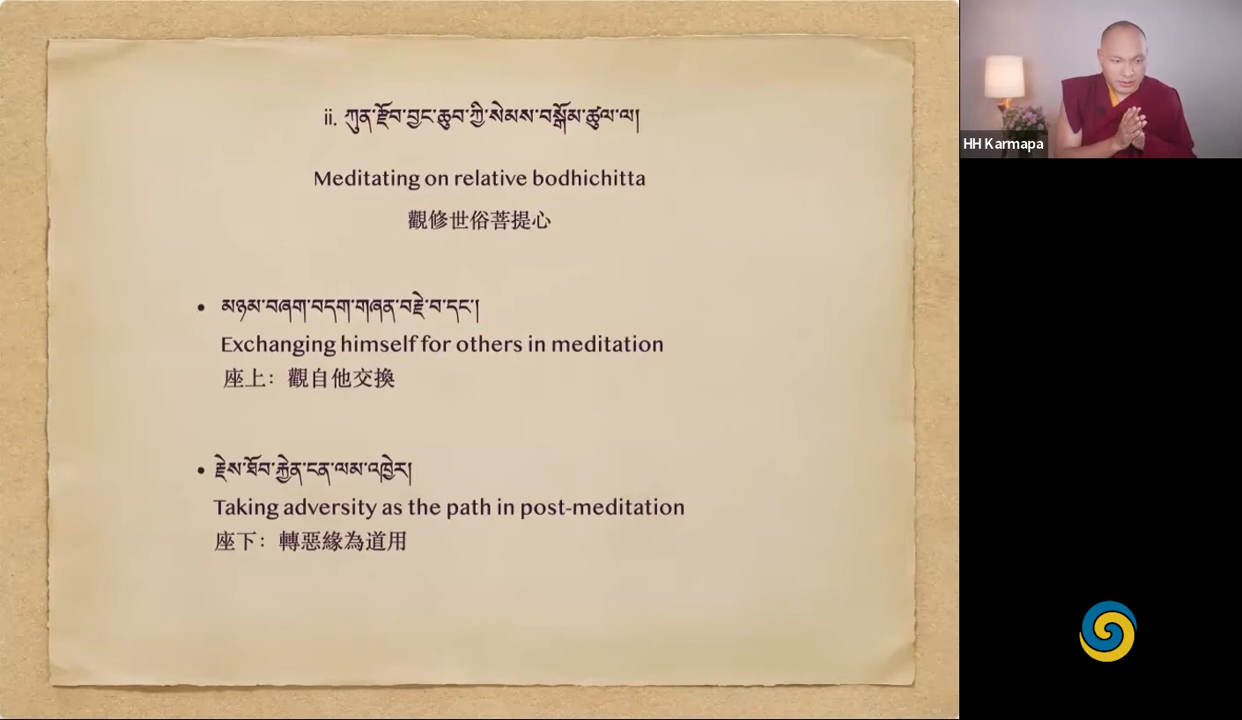 ii. ཀུན་རྫོབ་བྱང་ཆུབ་ཀྱི་སེམས་བསྒོམ་ཚུལ་ལ།
Meditating on relative bodhichitta
觀修世俗菩提心
• མཉམ་བཞག་བདག་གཞན་བརྗེ་བ་དང་།
Exchanging himself for others in meditation
座上：觀自他交換
• རྗེས་ཐོབ་རྐྱེན་ངན་ལམ་འཁྱེར།
Taking adversity as the path in post-meditation
座下：轉惡緣為道用
HH Karmapa